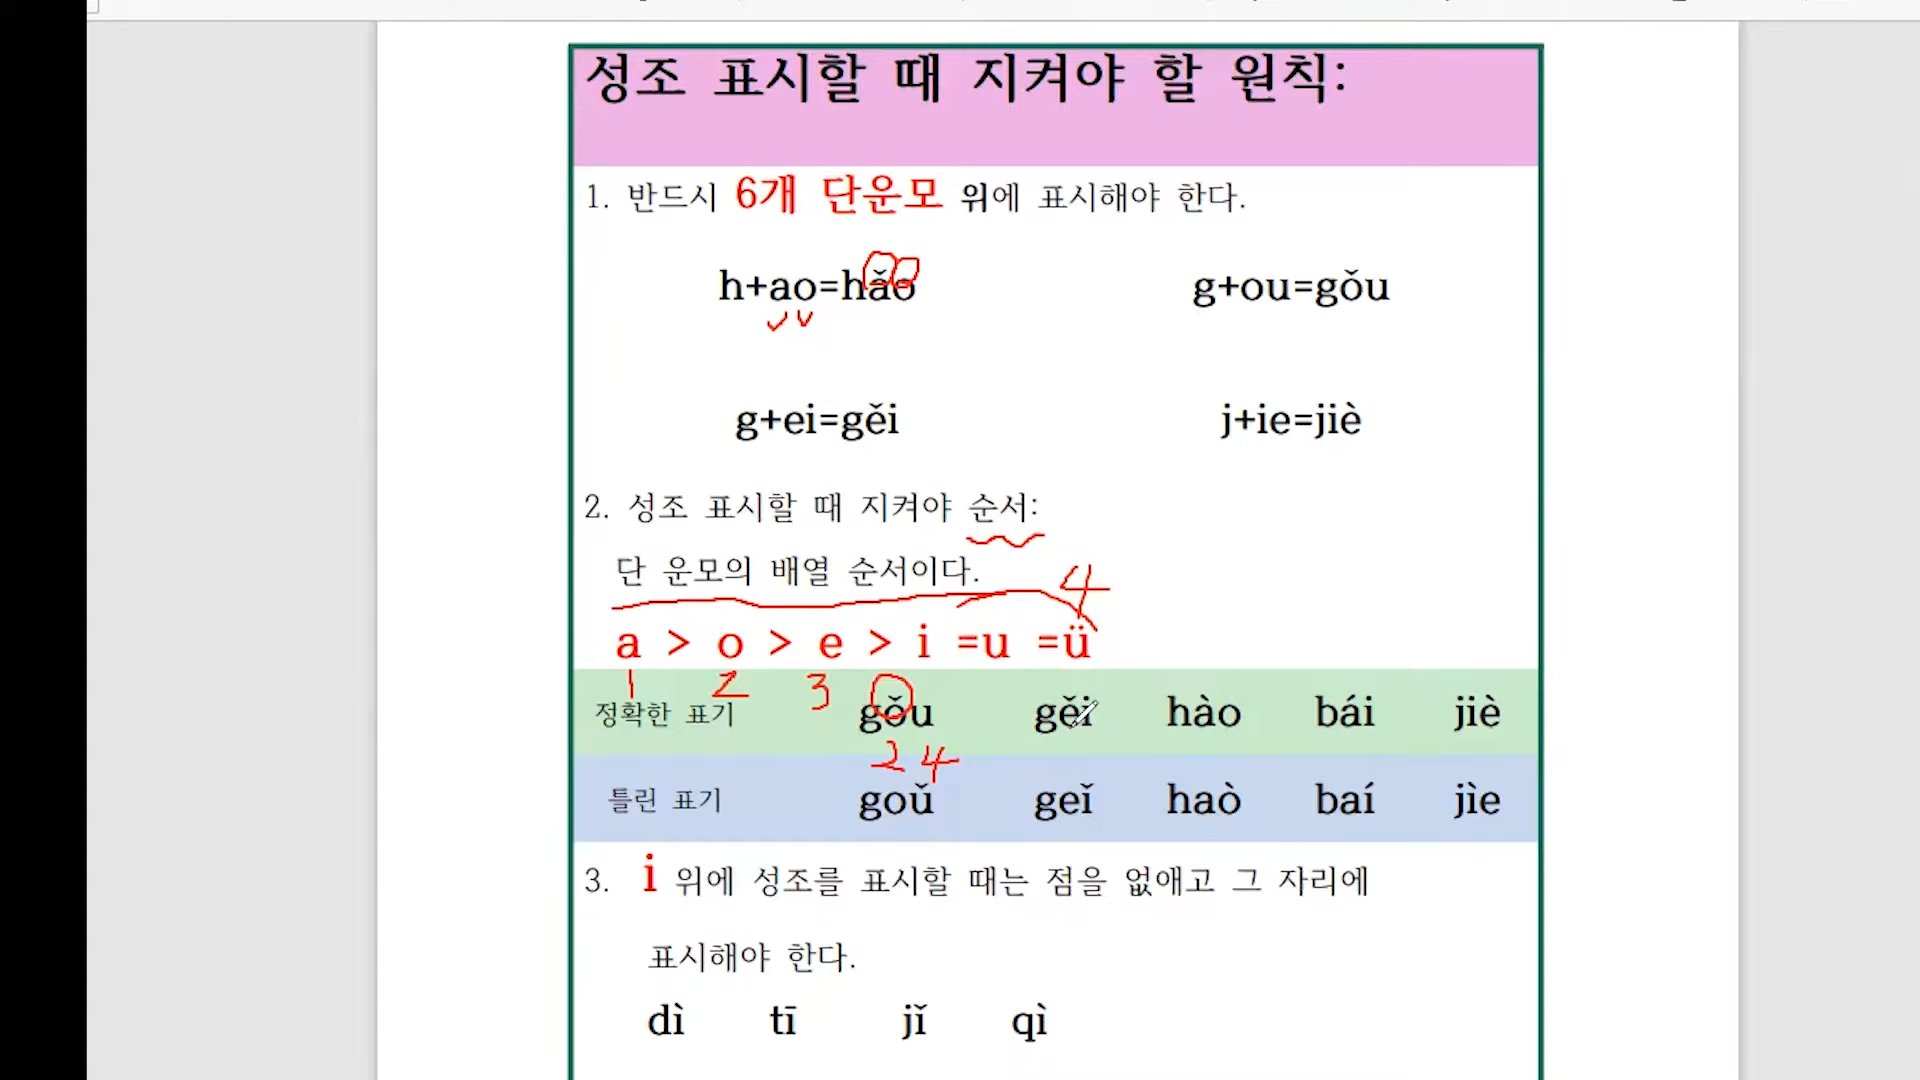 성조 표시할 때 지켜야 할 원칙:
1. 반드시 6개 단운모 위에 표시해야 한다.
h+ao=hǎo g+ou=gǒu
g+ei=gěi j+ie=jiè
2. 성조 표시할 때 지켜야 순서:
단 운모의 배열 순서이다.
4
a > o > e > i =u =ü
1 2 3
정확한 표기 gǒu gěi hào bái jiè
2 4
틀린 표기 goǔ geǐ haò baí jìe
3. i 위에 성조를 표시할 때는 점을 없애고 그 자리에
표시해야 한다.
dì tī jǐ qì